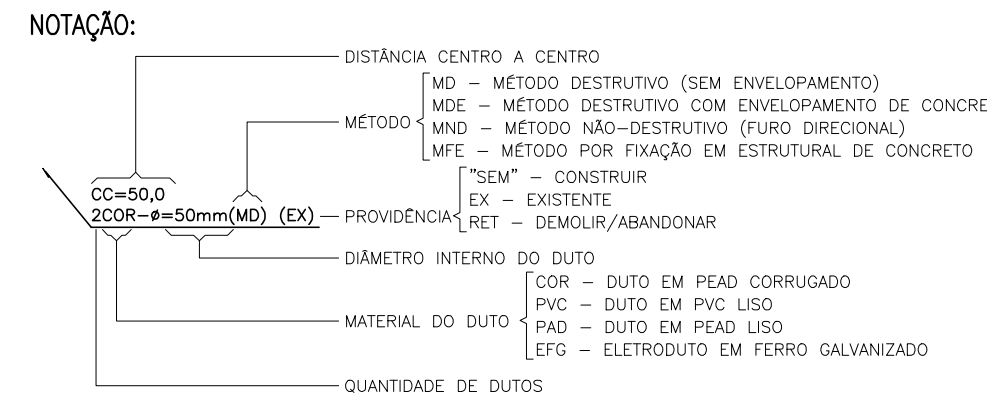 NOTAÇÃO:
DISTÂNCIA CENTRO A CENTRO
MD – MÉTODO DESTRUTIVO (SEM ENVELOPAMENTO)
MDE – MÉTODO DESTRUTIVO COM ENVELOPAMENTO DE CONCRE
MÉTODO
MND – MÉTODO NÃO-DESTRUTIVO (FURO DIRECIONAL)
MFE – MÉTODO POR FIXAÇÃO EM ESTRUTURAL DE CONCRETO
"SEM" – CONSTRUIR
CC=50,0
EX – EXISTENTE
2COR-ø=50mm(MD) (EX)
PROVIDÊNCIA
RET – DEMOLIR/ABANDONAR
DIÂMETRO INTERNO DO DUTO
COR – DUTO EM PEAD CORRUGADO
PVC – DUTO EM PVC LISO
MATERIAL DO DUTO
PAD – DUTO EM PEAD LISO
EFG – ELETRODUTO EM FERRO GALVANIZADO
QUANTIDADE DE DUTOS